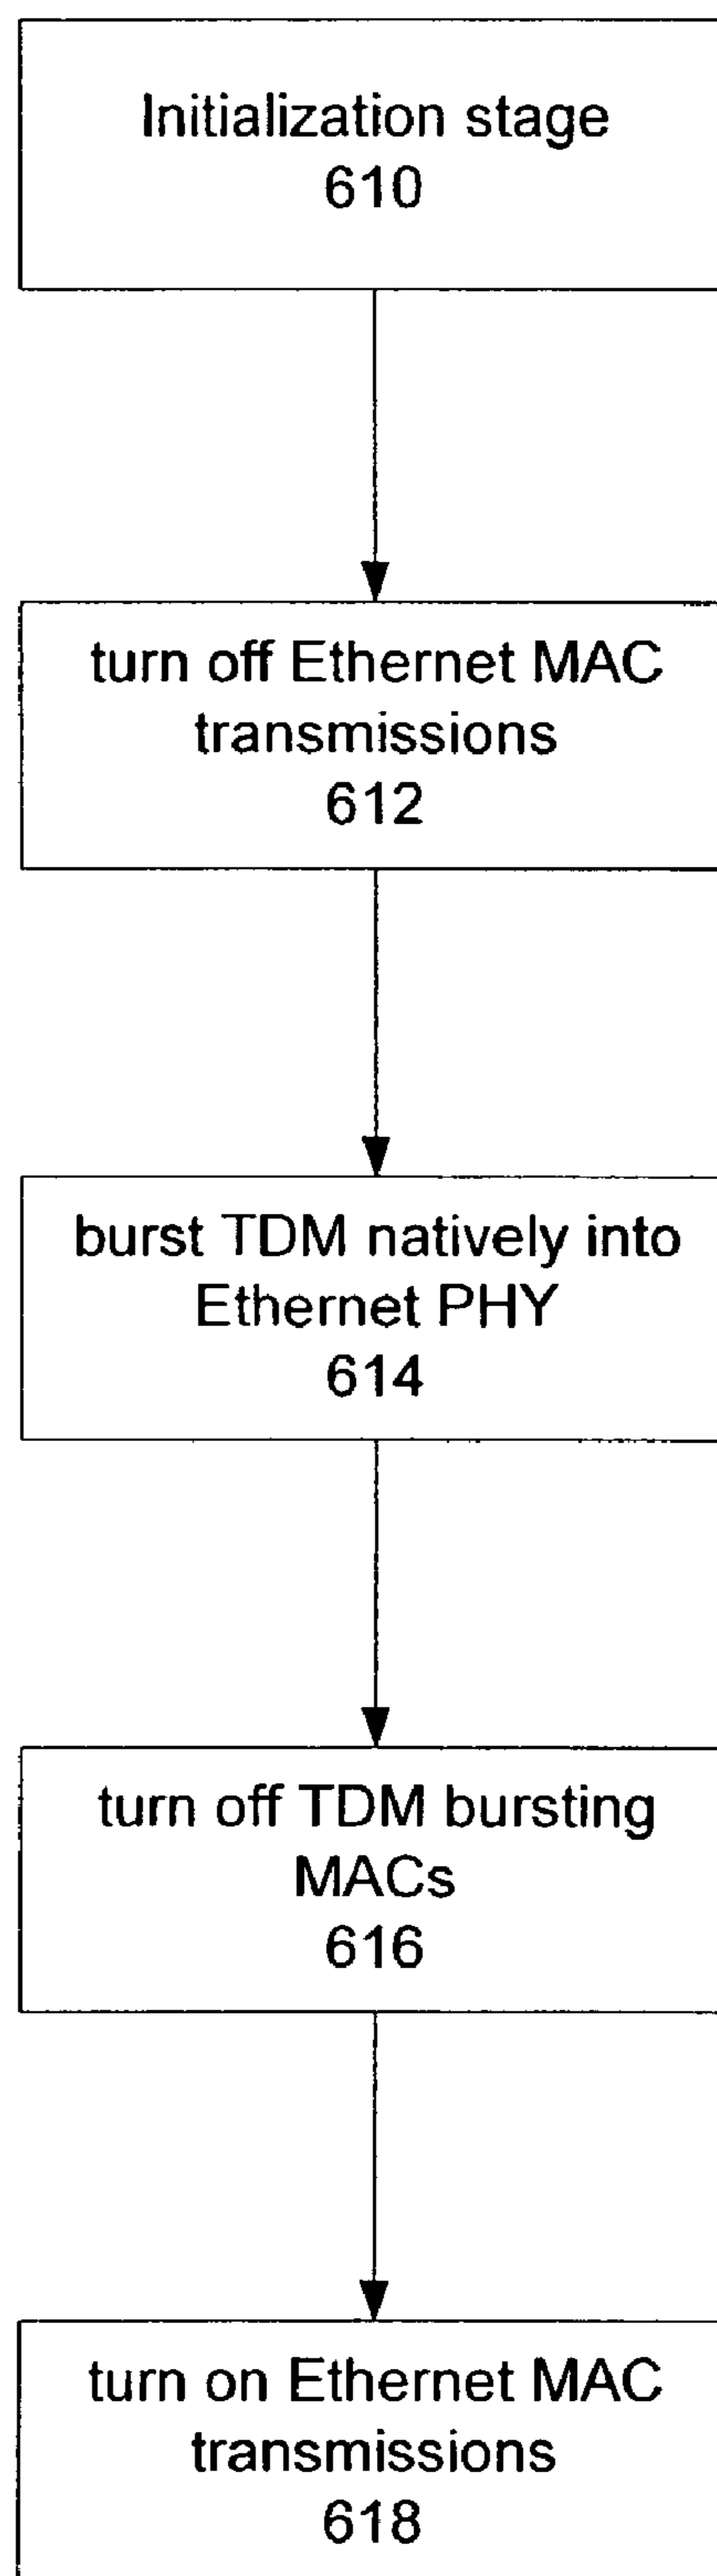 Initialization stage
610
turn off Ethernet MAC
transmissions
612
burst TDM natively into
Ethernet PHY
614
turn off TDM bursting
MACs
616
turn on Ethernet MAC
transmissions
618